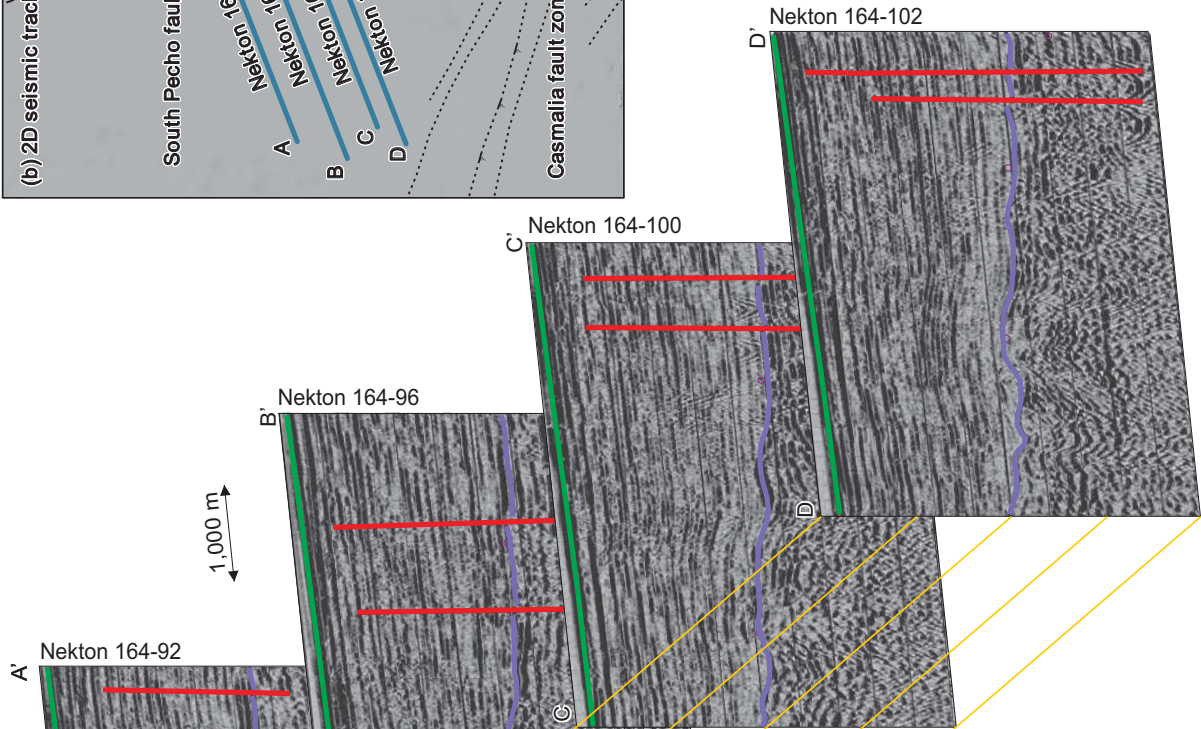 (b) 2D seismic track
South Pecho faul
Nekton 16
Nekton 16
Nekton 1
Nekton
A
B
C
D
Casmalia fault zon
Nekton 164-102
D'
D
Nekton 164-100
C'
C
Nekton 164-96
B'
1,000 m
Nekton 164-92
A'